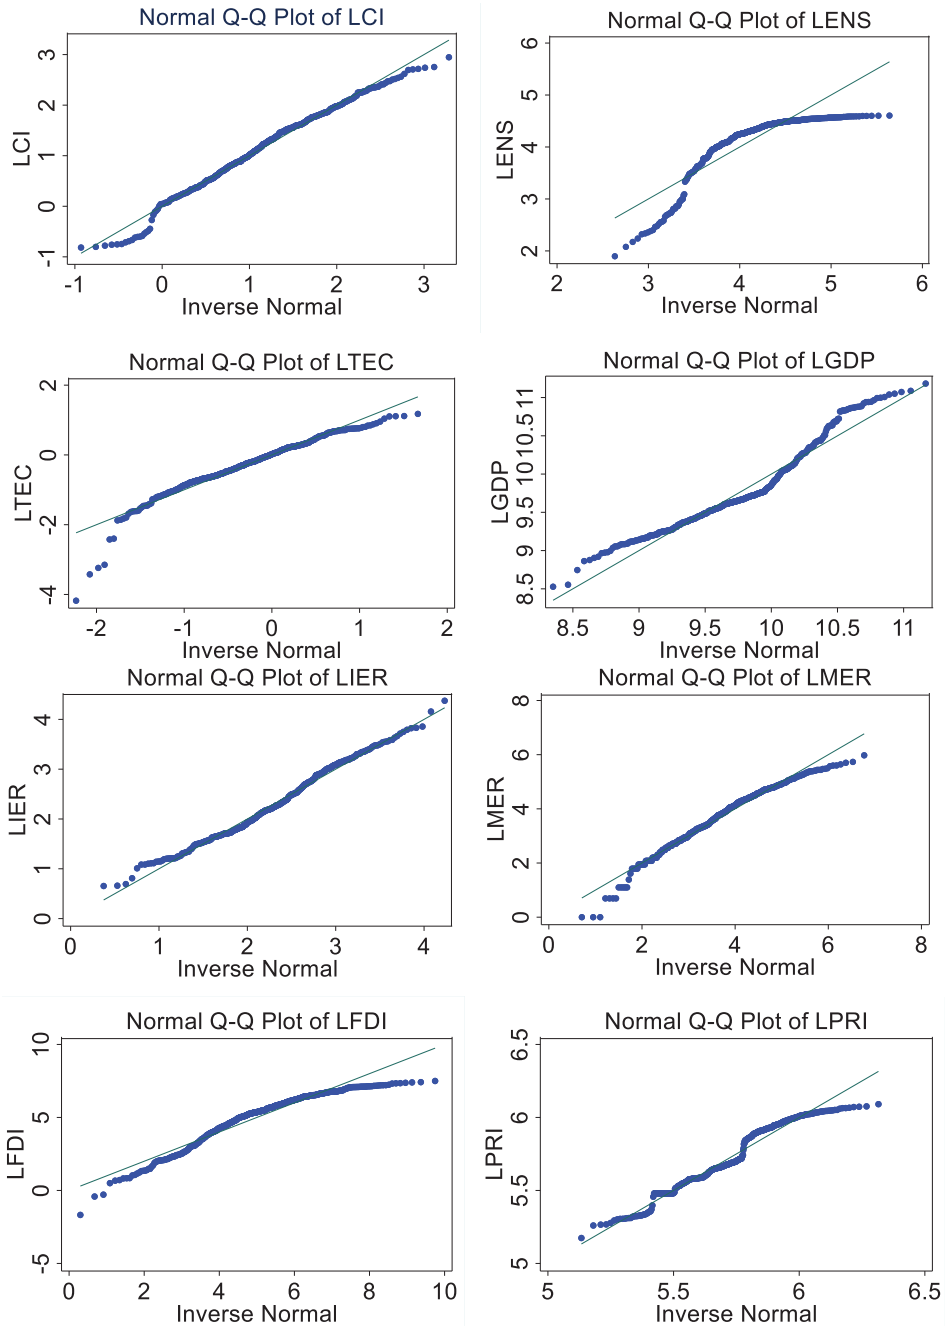 Normal Q-Q Plot of LCI
LCI
3
2
1
0
-1
-1 0 1 2 3
Inverse Normal
Normal Q-Q Plot of LENS
LENS
6
5
4
3
2
2 3 4 5 6
Inverse Normal
Normal Q-Q Plot of LTEC
LTEC
2
0
-2
-4
-2 -1 0 1 2
Inverse Normal
Normal Q-Q Plot of LGDP
LGDP
11
10.5
10
9.5
9
8.5
8.5 9 9.5 10 10.5 11
Inverse Normal
Normal Q-Q Plot of LIER
LIER
4
3
2
1
0
0 1 2 3 4
Inverse Normal
Normal Q-Q Plot of LMER
LMER
8
6
4
2
0
0 2 4 6 8
Inverse Normal
Normal Q-Q Plot of LFDI
LFDI
10
5
0
-5
0 2 4 6 8 10
Inverse Normal
Normal Q-Q Plot of LPRI
LPRI
6.5
6
5.5
5
5 5.5 6 6.5
Inverse Normal